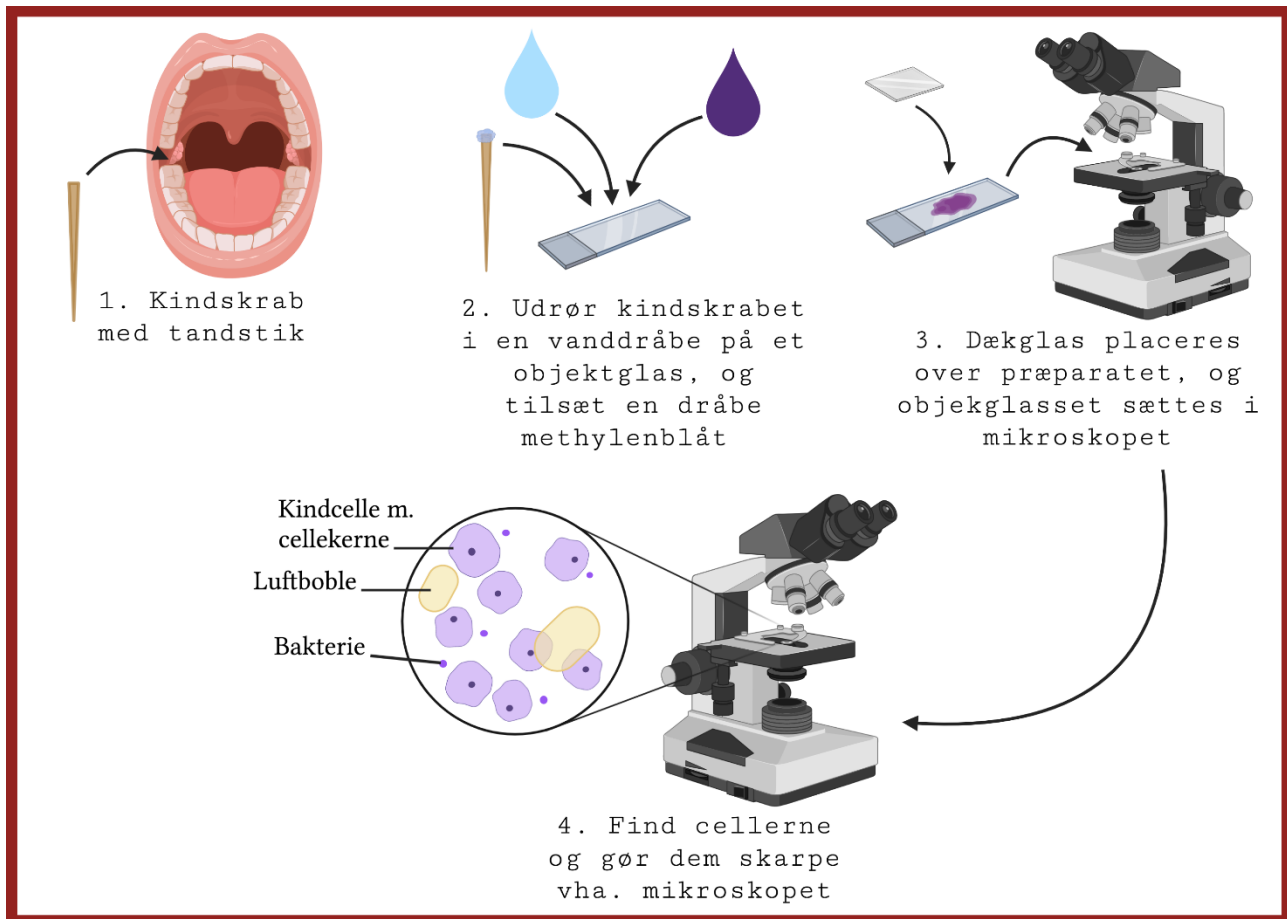 1. Kindskrab
med tandstik
2. Udrør kindskrabet
i en vanddråbe på et
objektglas, og
tilsæt en dråbe
methylenblåt
3. Dækglas placeres
over præparatet, og
objekglasset sættes i
mikroskopet
Kindcelle m.
cellekerne
Luftboble
Bakterie
4. Find cellerne
og gør dem skarpe
vha. mikroskopet